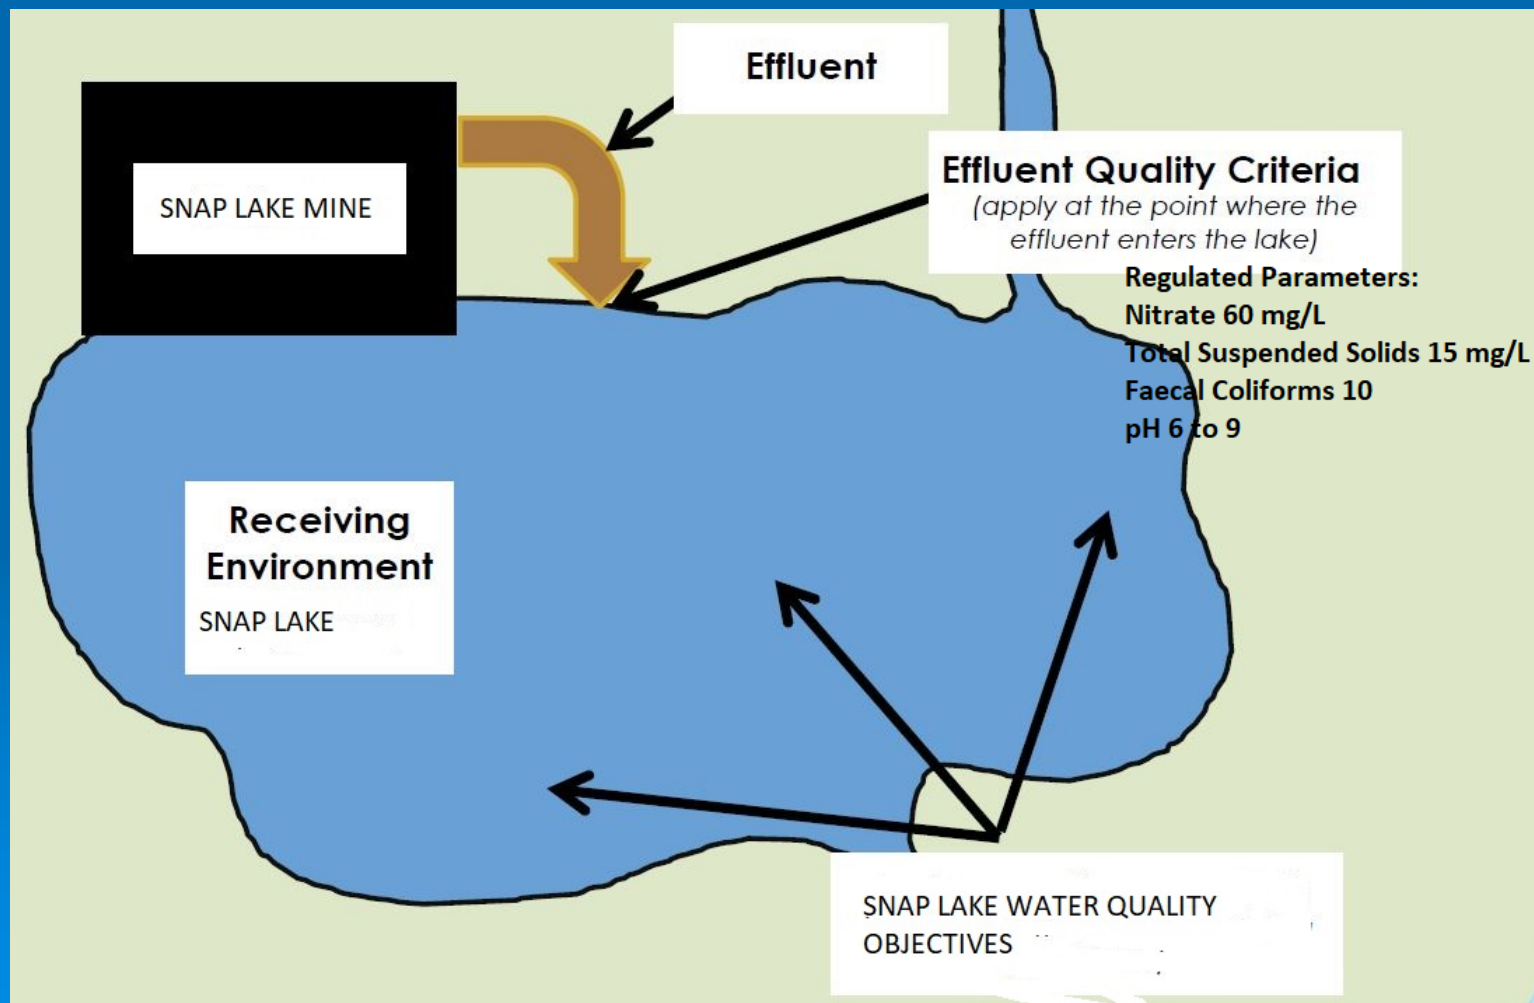 Effluent
SNAP LAKE MINE
Effluent Quality Criteria
(apply at the point where the
effluent enters the lake)
Regulated Parameters:
Nitrate 60 mg/L
Total Suspended Solids 15 mg/L
Faecal Coliforms 10
pH 6 to 9
Receiving
Environment
SNAP LAKE
SNAP LAKE WATER QUALITY
OBJECTIVES